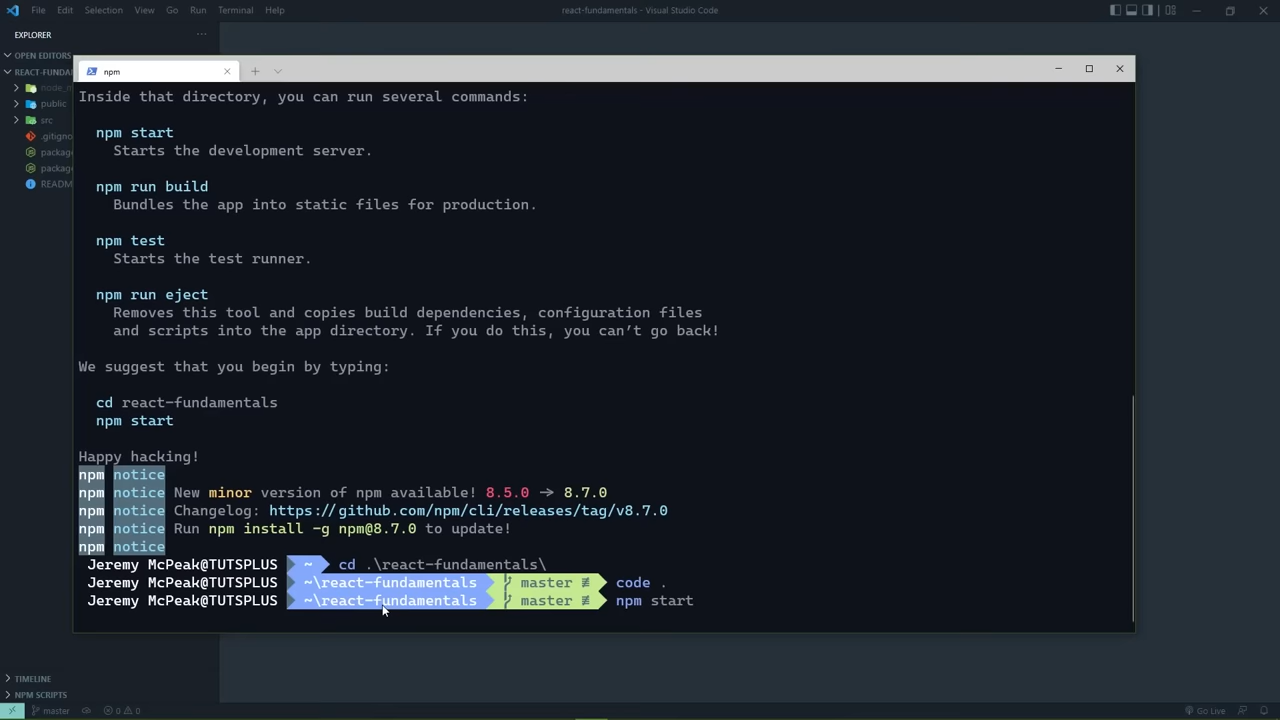 File Edit Selection View Go Run Terminal Help
react-fundamentals - Visual Studio Code
EXPLORER
OPEN EDITORS
REACT-FUNDA
public
src
.gitigno
packag
packag
READM
npm
Inside that directory, you can run several commands:
npm start
Starts the development server.
npm run build
Bundles the app into static files for production.
npm test
Starts the test runner.
npm run eject
Removes this tool and copies build dependencies, configuration files
and scripts into the app directory. If you do this, you can't go back!
We suggest that you begin by typing:
cd react-fundamentals
npm start
Happy hacking!
npm notice
npm notice New minor version of npm available! 8.5.0 -> 8.7.0
npm notice Changelog: https://github.com/npm/cli/releases/tag/v8.7.0
npm notice Run npm install -g npm@8.7.0 to update!
npm notice
Jeremy McPeak@TUTSPLUS ~ cd .\react-fundamentals\
Jeremy McPeak@TUTSPLUS ~\react-fundamentals master ≢ code .
Jeremy McPeak@TUTSPLUS ~\react-fundamentals master ≢ npm start
TIMELINE
NPM SCRIPTS
master 0 0
Go Live